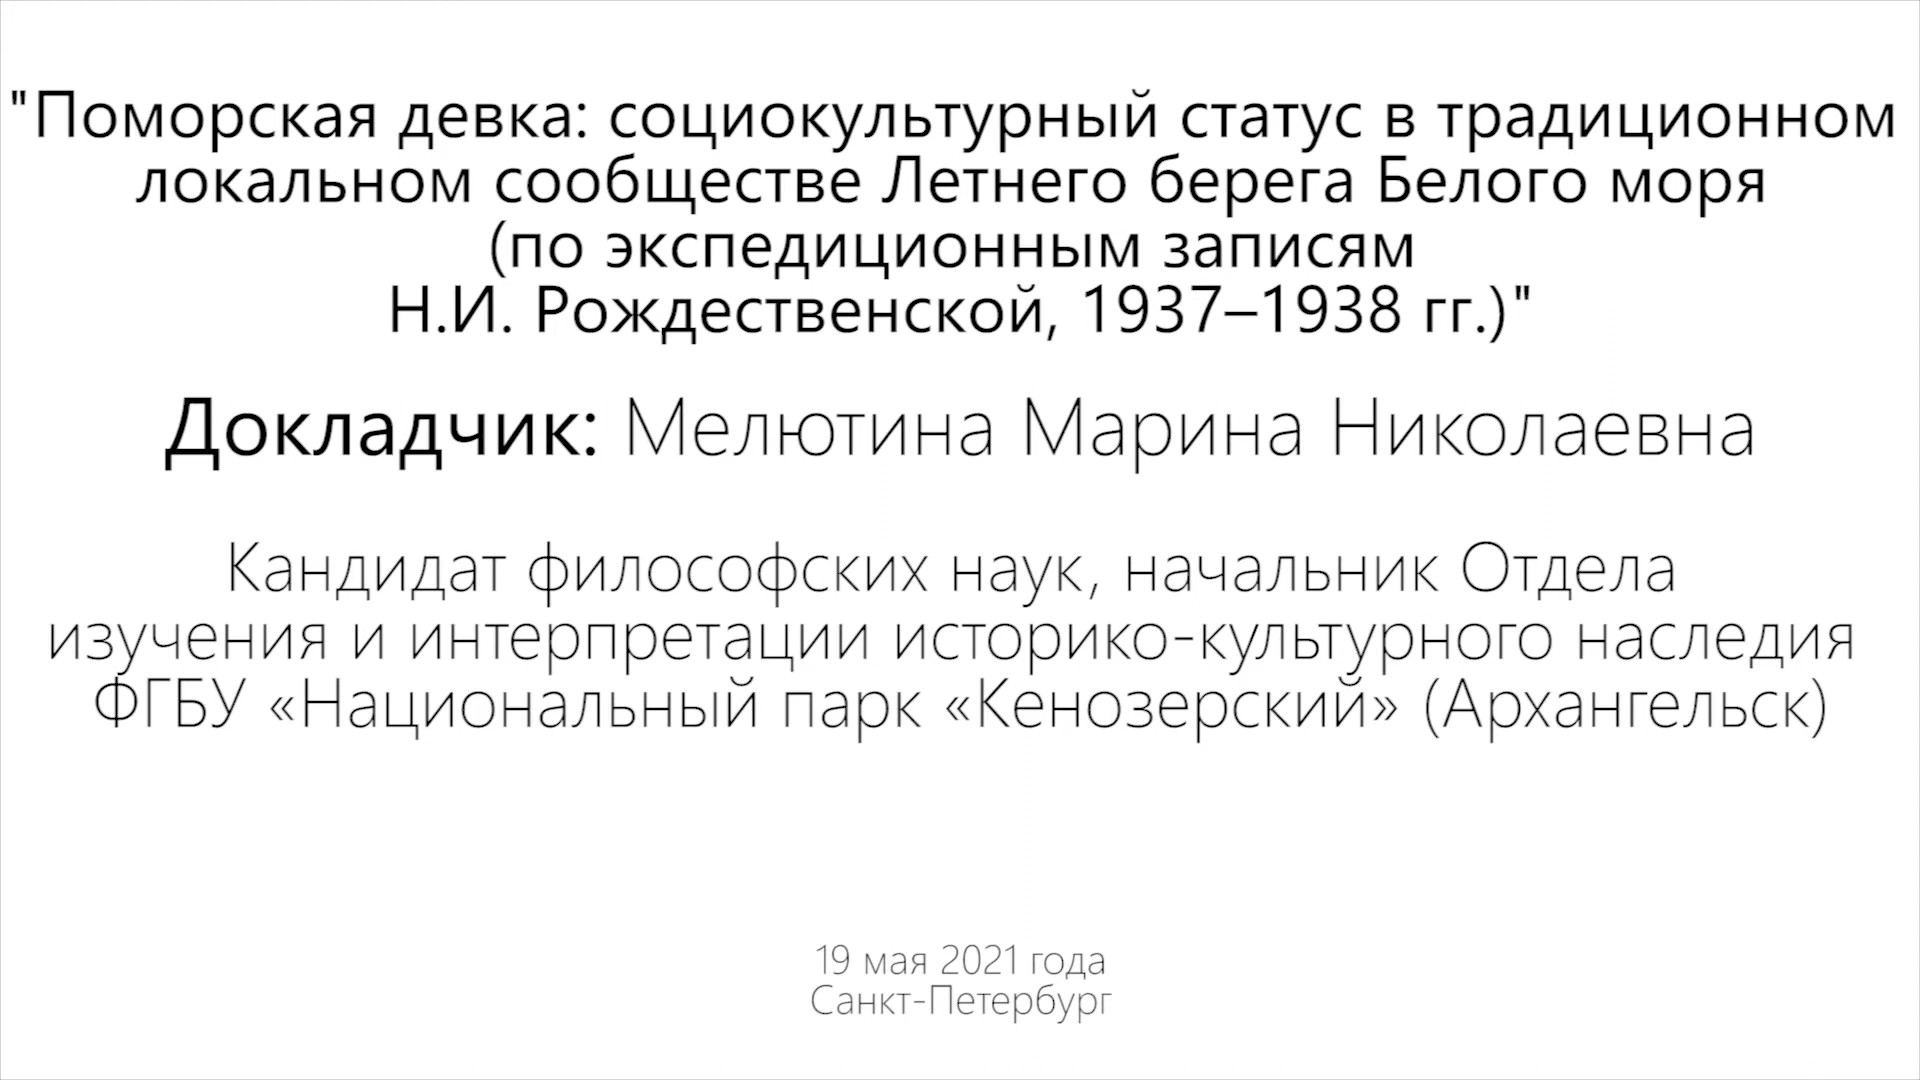 "Поморская девка: социокультурный статус в традиционном
локальном сообществе Летнего берега Белого моря
(по экспедиционным записям
Н.И. Рождественской, 1937–1938 гг.)"
Докладчик: Мелютина Марина Николаевна
Кандидат философских наук, начальник Отдела
изучения и интерпретации историко-культурного наследия
ФГБУ «Национальный парк «Кенозерский» (Архангельск)
19 мая 2021 года
Санкт-Петербург